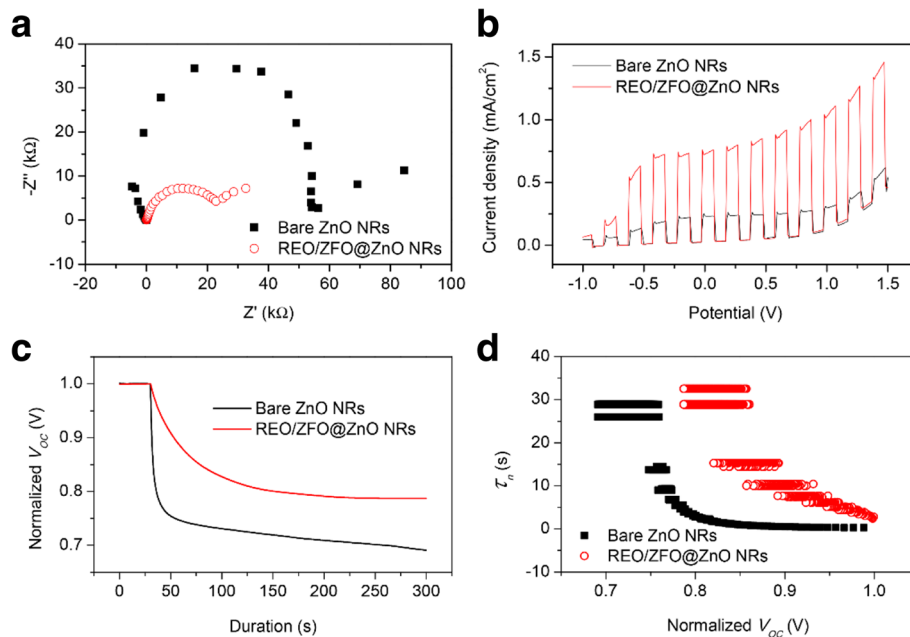 a
40
30
20
10
0
-10
-Z'' (kΩ)
Bare ZnO NRs
REO/ZFO@ZnO NRs
-20 0 20 40 60 80 100
Z' (kΩ)
b
1.5
1.0
0.5
0.0
Current density (mA/cm²)
Bare ZnO NRs
REO/ZFO@ZnO NRs
-1.0 -0.5 0.0 0.5 1.0 1.5
Potential (V)
c
1.0
0.9
0.8
0.7
Normalized V_OC (V)
Bare ZnO NRs
REO/ZFO@ZnO NRs
0 50 100 150 200 250 300
Duration (s)
d
40
30
20
10
0
-10
τ_n (s)
Bare ZnO NRs
REO/ZFO@ZnO NRs
0.7 0.8 0.9 1.0
Normalized V_OC (V)